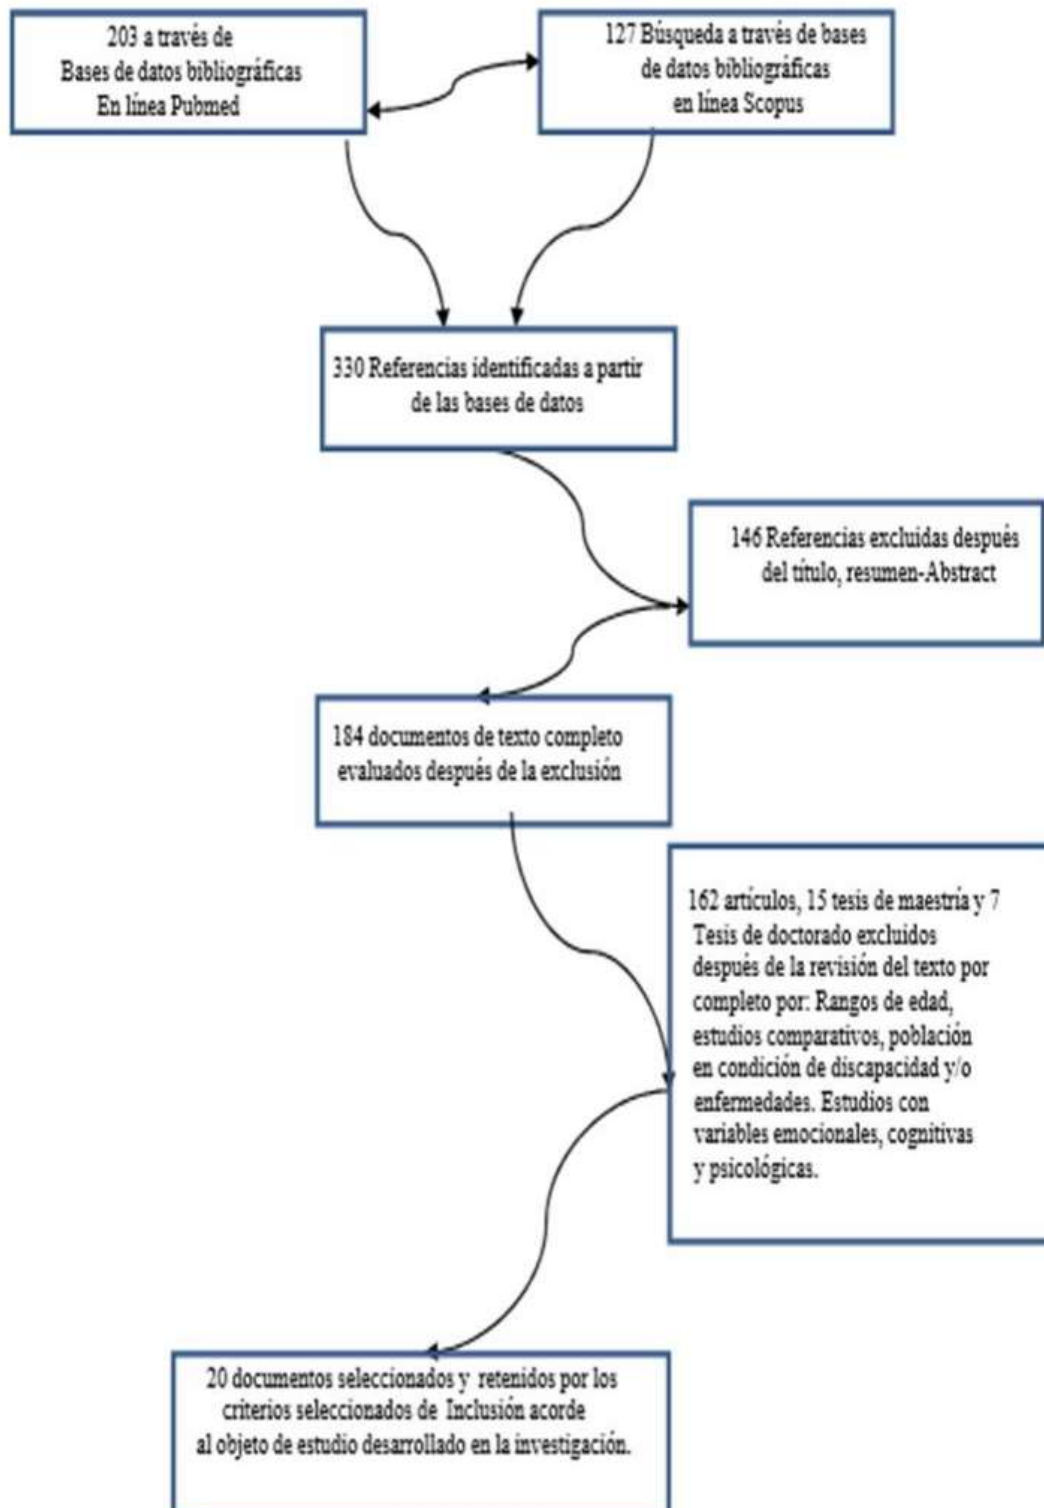 203 a través de
Bases de datos bibliográficas
En línea Pubmed
127 Búsqueda a través de bases
de datos bibliográficas
en línea Scopus
330 Referencias identificadas a partir
de las bases de datos
146 Referencias excluidas después
del título, resumen-Abstract
184 documentos de texto completo
evaluados después de la exclusión
162 artículos, 15 tesis de maestría y 7
Tesis de doctorado excluidos
después de la revisión del texto por
completo por: Rangos de edad,
estudios comparativos, población
en condición de discapacidad y/o
enfermedades. Estudios con
variables emocionales, cognitivas
y psicológicas.
20 documentos seleccionados y retenidos por los
criterios seleccionados de Inclusión acorde
al objeto de estudio desarrollado en la investigación.